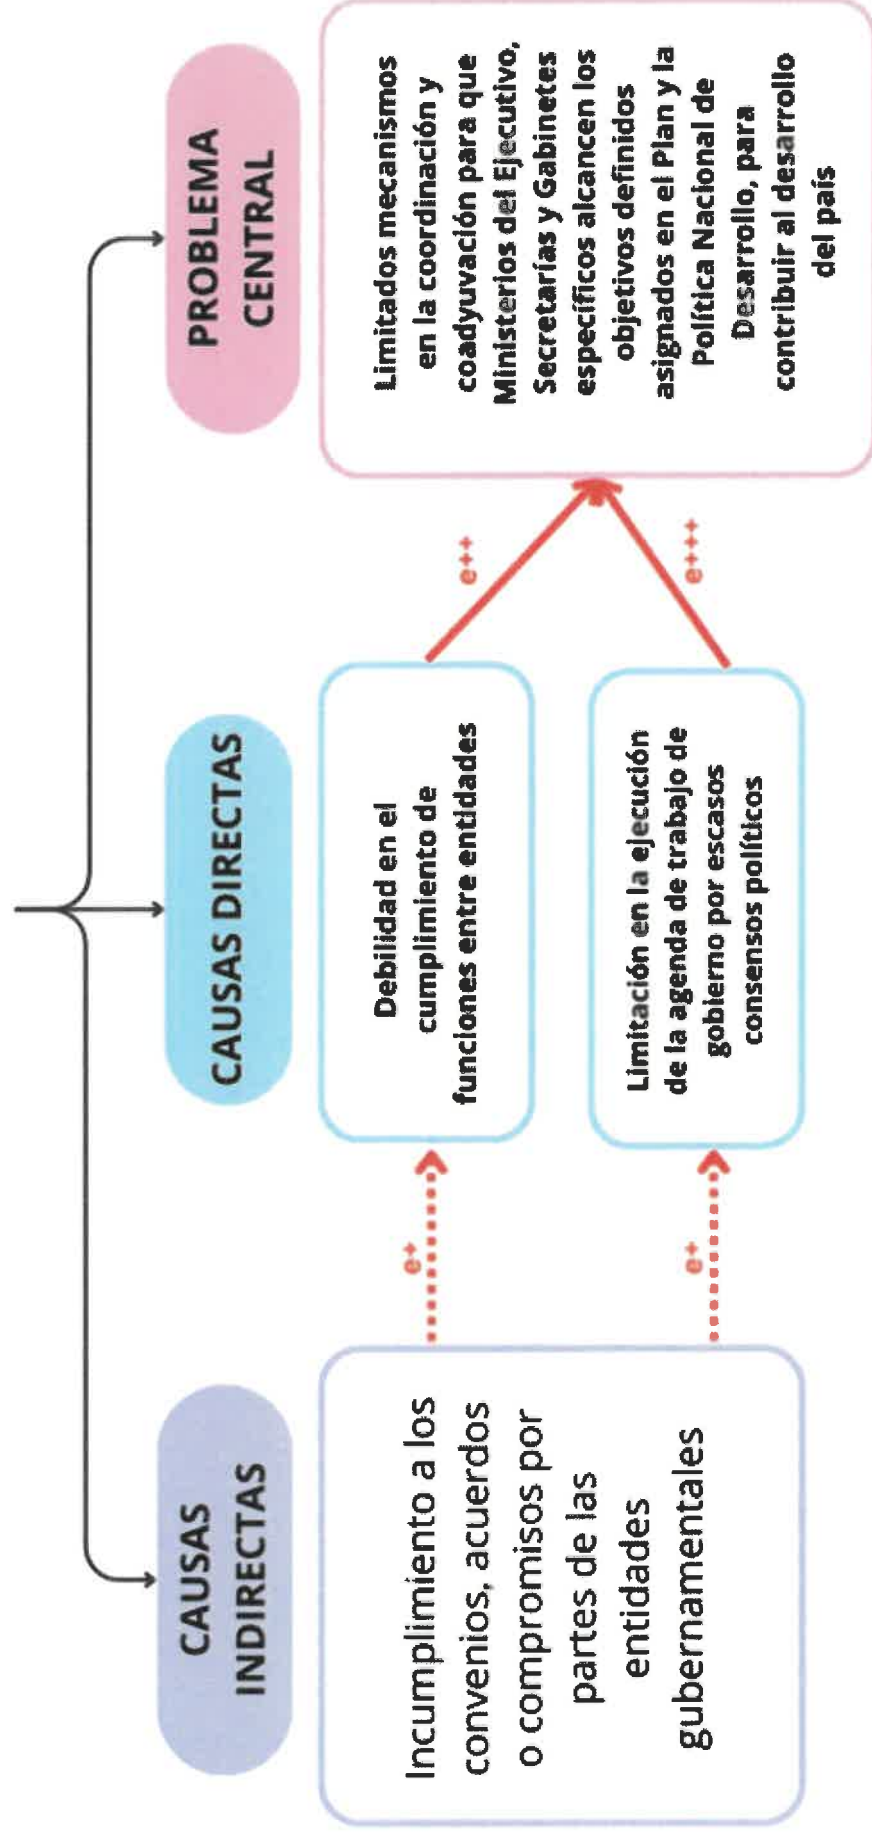 CAUSAS
INDIRECTAS
Incumplimiento a los
convenios, acuerdos
o compromisos por
partes de las
entidades
gubernamentales
e+
e+
CAUSAS DIRECTAS
Debilidad en el
cumplimiento de
funciones entre entidades
Limitación en la ejecución
de la agenda de trabajo de
gobierno por escasos
consensos políticos
e++
e+++
PROBLEMA
CENTRAL
Limitados mecanismos
en la coordinación y
coadyuvación para que
Ministerios del Ejecutivo,
Secretarías y Gabinetes
específicos alcancen los
objetivos definidos
asignados en el Plan y la
Política Nacional de
Desarrollo, para
contribuir al desarrollo
del país